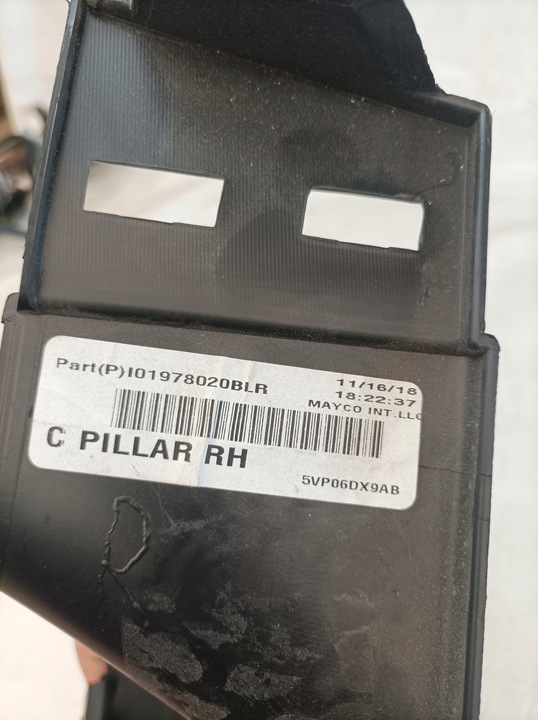 Part(P)I01978020BLR
11/16/18
18:22:37
MAYCO INT.LLC
C PILLAR RH
5VP06DX9AB